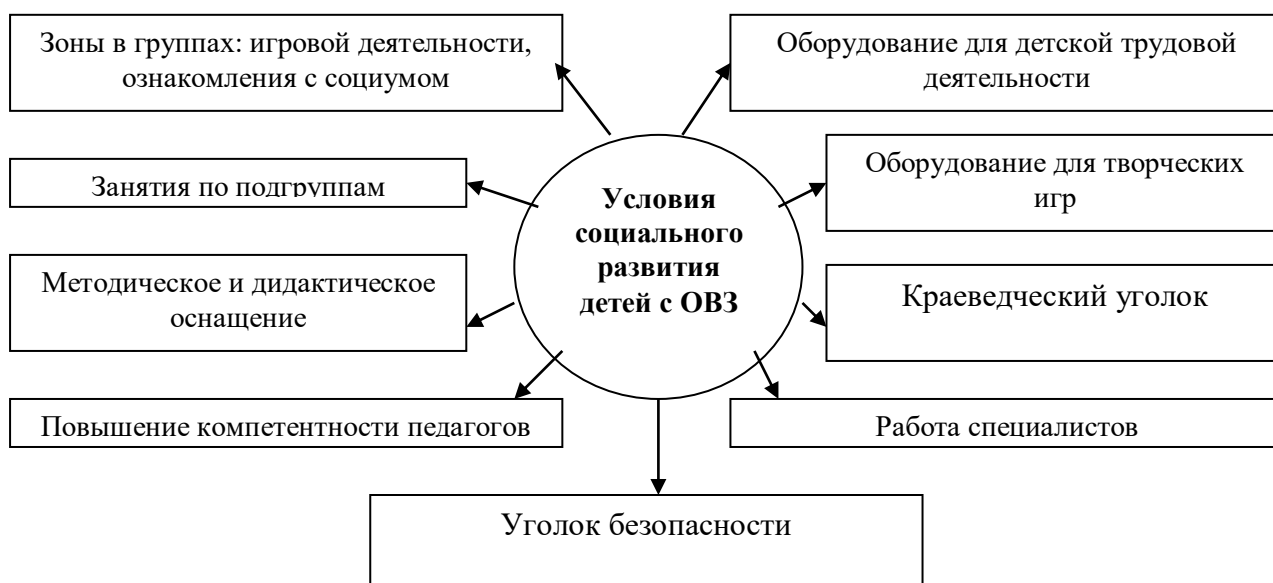 Зоны в группах: игровой деятельности,
ознакомления с социумом
Оборудование для детской трудовой
деятельности
Занятия по подгруппам
Оборудование для творческих
игр
Условия
социального
развития
детей с ОВЗ
Методическое и дидактическое
оснащение
Краеведческий уголок
Повышение компетентности педагогов
Работа специалистов
Уголок безопасности